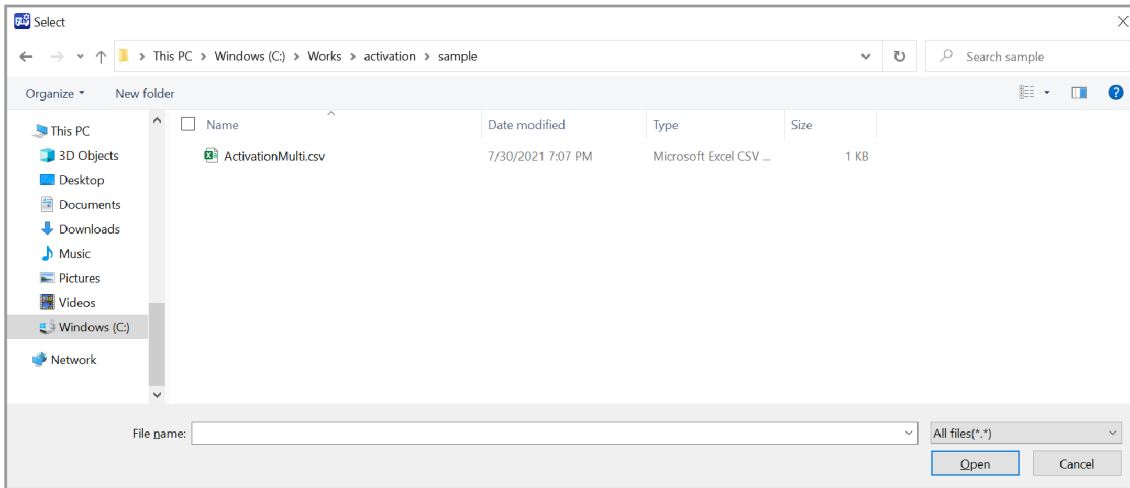 Select
This PC > Windows (C:) > Works > activation > sample
Search sample
Organize
New folder
Name
Date modified
Type
Size
ActivationMulti.csv
7/30/2021 7:07 PM
Microsoft Excel CSV ...
1 KB
This PC
3D Objects
Desktop
Documents
Downloads
Music
Pictures
Videos
Windows (C:)
Network
File name:
All files(*.*)
Open
Cancel